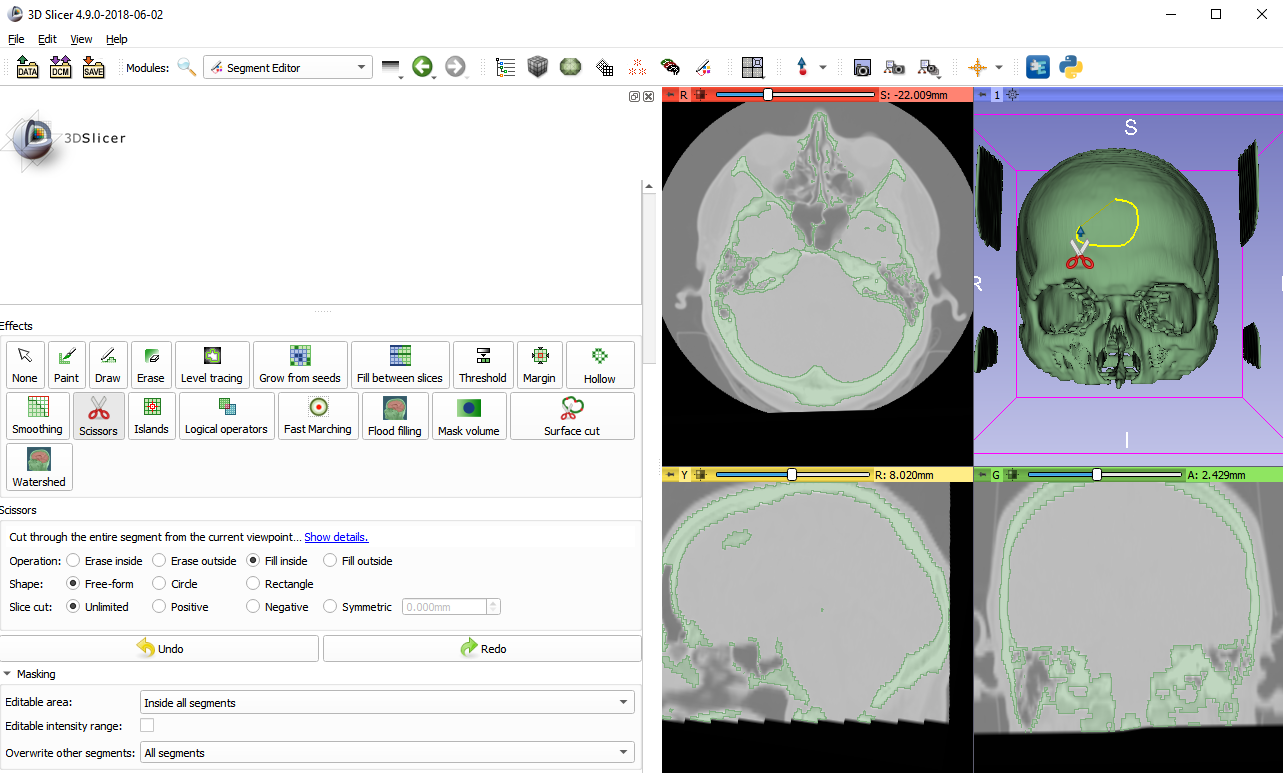 3D Slicer 4.9.0-2018-06-02
File Edit View Help
DATA DCM SAVE Modules: Segment Editor
3DSlicer
R S: -22.009mm
1
S
R
I
Effects
None Paint Draw Erase Level tracing Grow from seeds Fill between slices Threshold Margin Hollow
Smoothing Scissors Islands Logical operators Fast Marching Flood filling Mask volume Surface cut
Watershed
Y R: 8.020mm
G A: 2.429mm
Scissors
Cut through the entire segment from the current viewpoint... Show details.
Operation: Erase inside Erase outside Fill inside Fill outside
Shape: Free-form Circle Rectangle
Slice cut: Unlimited Positive Negative Symmetric 0.000mm
Undo Redo
Masking
Editable area: Inside all segments
Editable intensity range:
Overwrite other segments: All segments